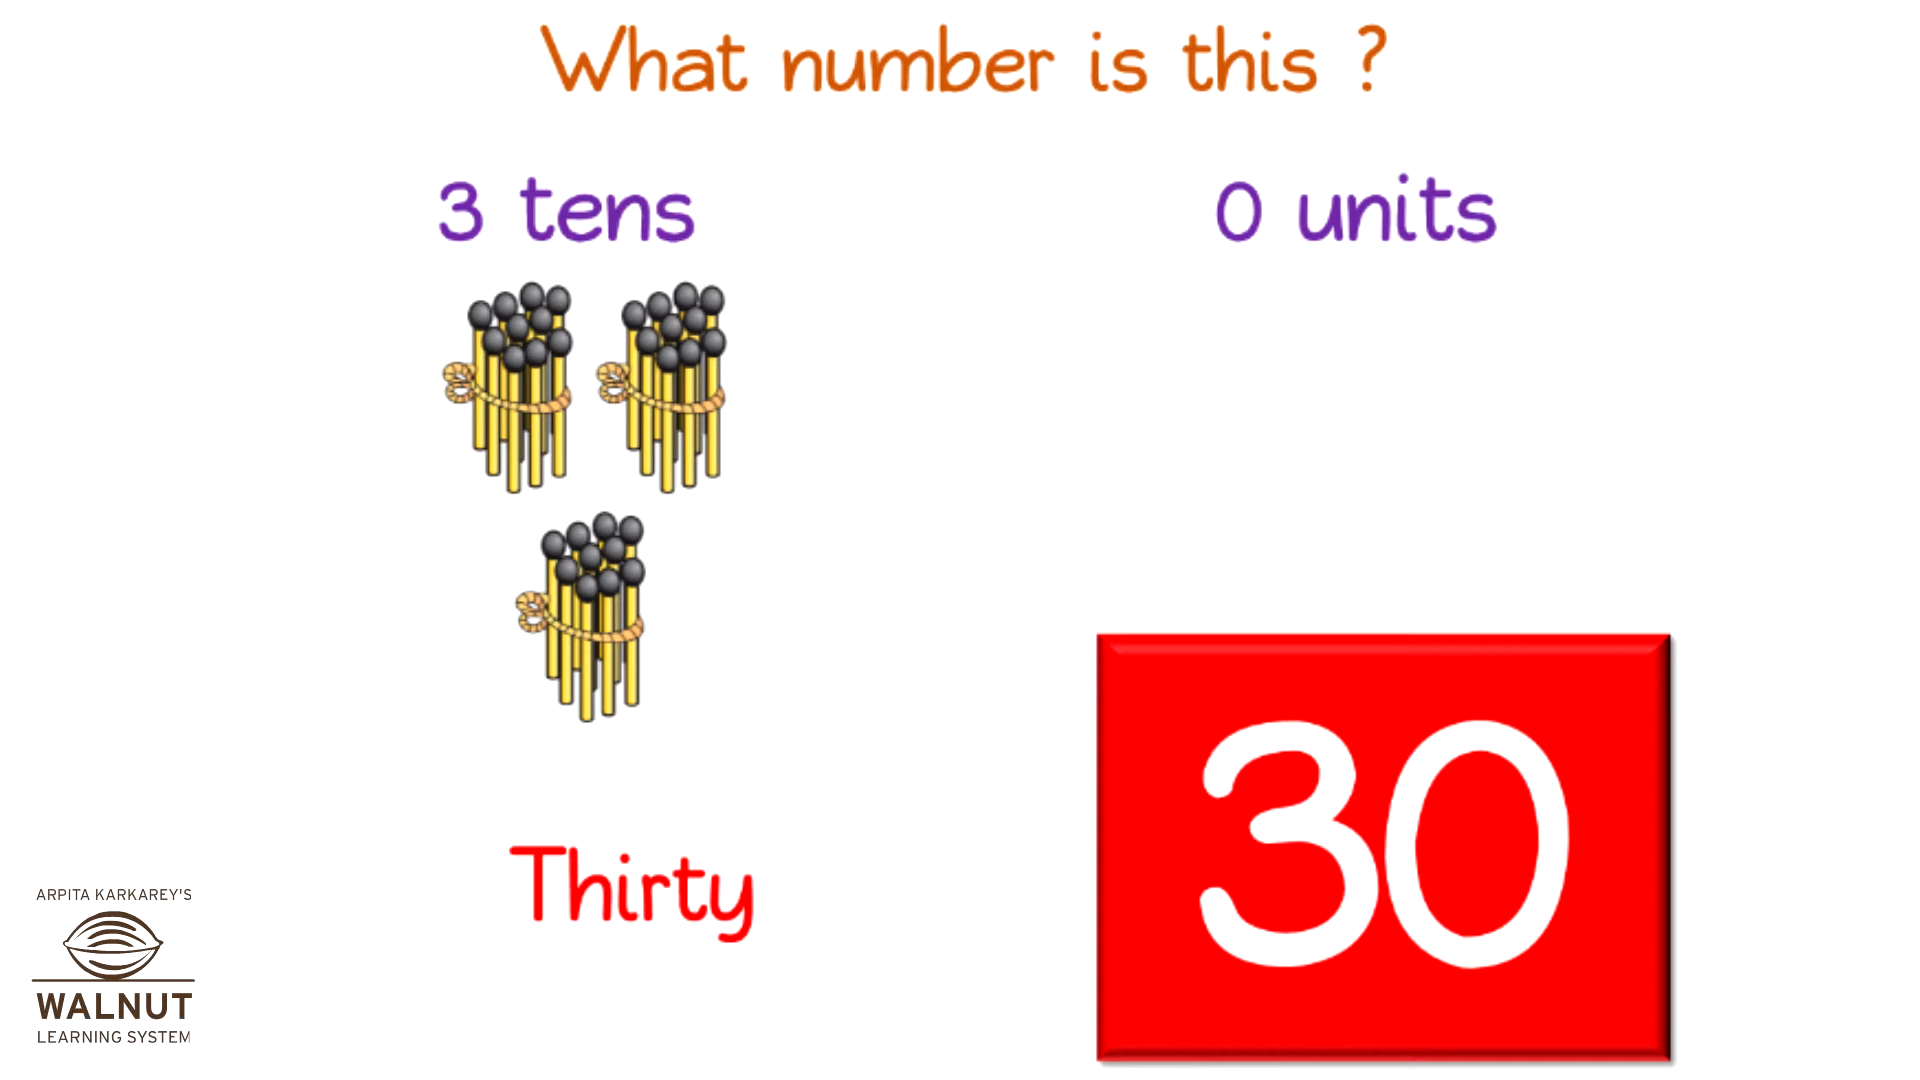 What number is this ?
3 tens
0 units
Thirty
30
ARPITA KARKAREY'S
WALNUT
LEARNING SYSTEM